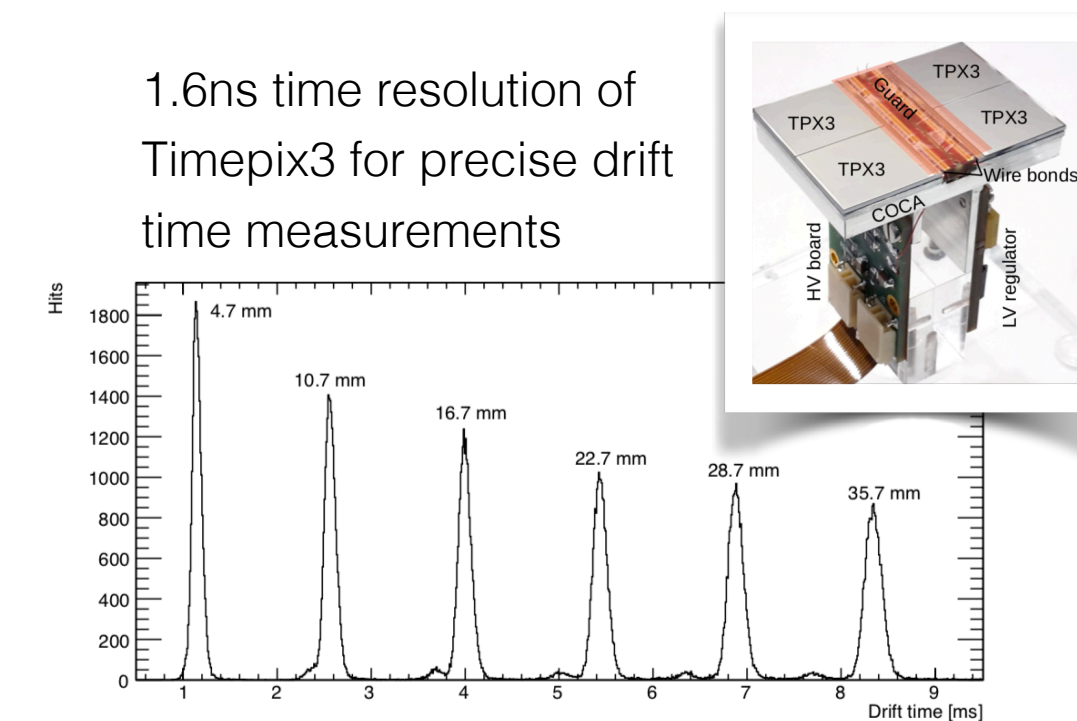 1.6ns time resolution of
Timepix3 for precise drift
time measurements
TPX3
Guard
TPX3
TPX3
TPX3
Wire bonds
COCA
HV board
LV regulator
Hits
1800
1600
1400
1200
1000
800
600
400
200
0
4.7 mm
10.7 mm
16.7 mm
22.7 mm
28.7 mm
35.7 mm
1 2 3 4 5 6 7 8 9
Drift time [ms]